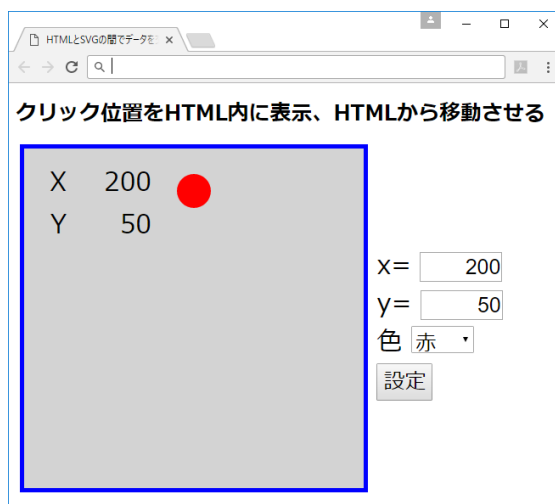 HTMLとSVGの間でデータを
クリック位置をHTML内に表示、HTMLから移動させる
X 200
Y 50
x= 200
y= 50
色 赤
設定